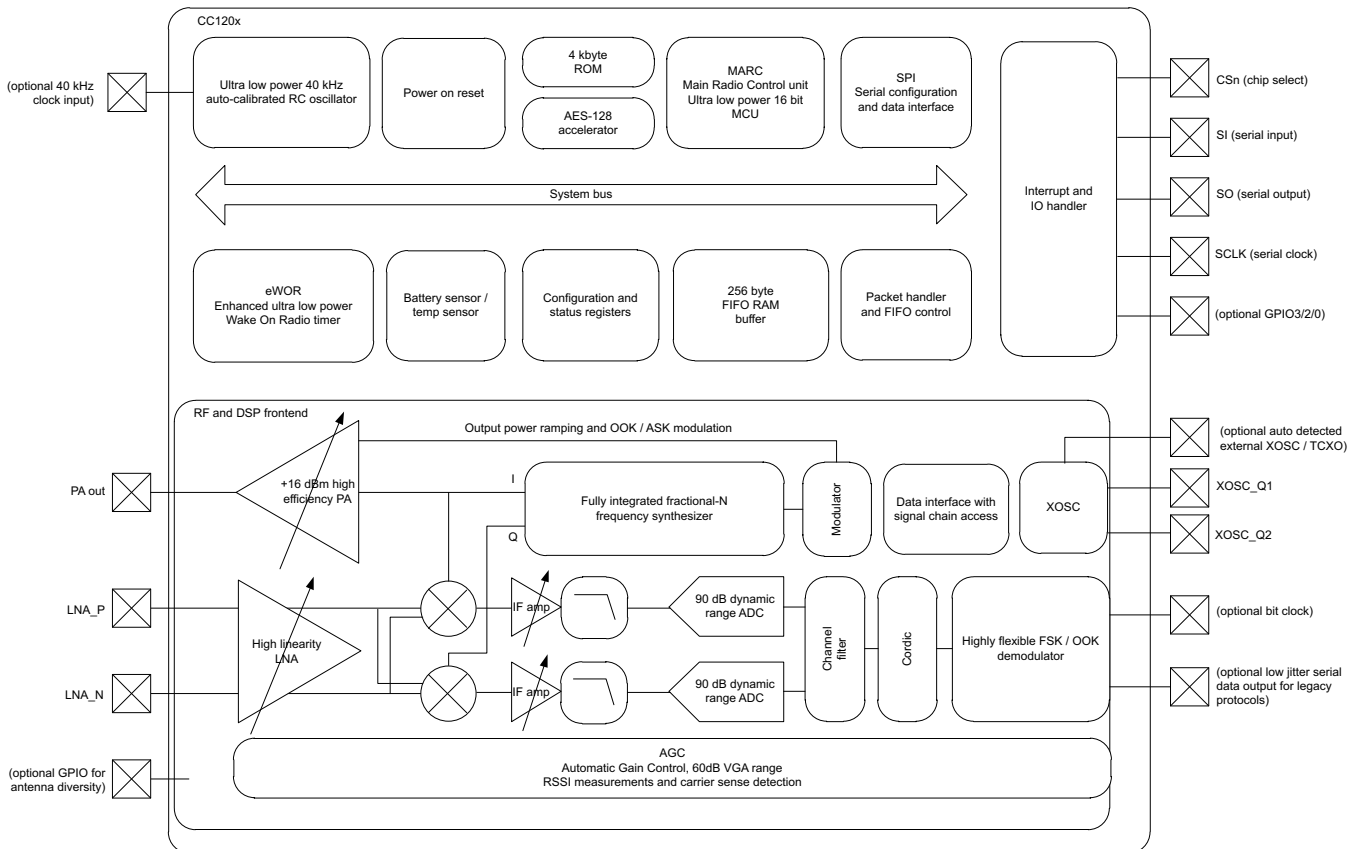 CC120x
(optional 40 kHz
clock input)
Ultra low power 40 kHz
auto-calibrated RC oscillator
Power on reset
4 kbyte
ROM
AES-128
accelerator
MARC
Main Radio Control unit
Ultra low power 16 bit
MCU
SPI
Serial configuration
and data interface
Interrupt and
IO handler
CSn (chip select)
SI (serial input)
SO (serial output)
SCLK (serial clock)
(optional GPIO3/2/0)
System bus
eWOR
Enhanced ultra low power
Wake On Radio timer
Battery sensor /
temp sensor
Configuration and
status registers
256 byte
FIFO RAM
buffer
Packet handler
and FIFO control
RF and DSP frontend
Output power ramping and OOK / ASK modulation
(optional auto detected
external XOSC / TCXO)
PA out
+16 dBm high
efficiency PA
I
Q
Fully integrated fractional-N
frequency synthesizer
Modulator
Data interface with
signal chain access
XOSC
XOSC_Q1
XOSC_Q2
LNA_P
LNA_N
High linearity
LNA
IF amp
90 dB dynamic
range ADC
IF amp
90 dB dynamic
range ADC
Channel
filter
Cordic
Highly flexible FSK / OOK
demodulator
(optional bit clock)
(optional low jitter serial
data output for legacy
protocols)
(optional GPIO for
antenna diversity)
AGC
Automatic Gain Control, 60dB VGA range
RSSI measurements and carrier sense detection